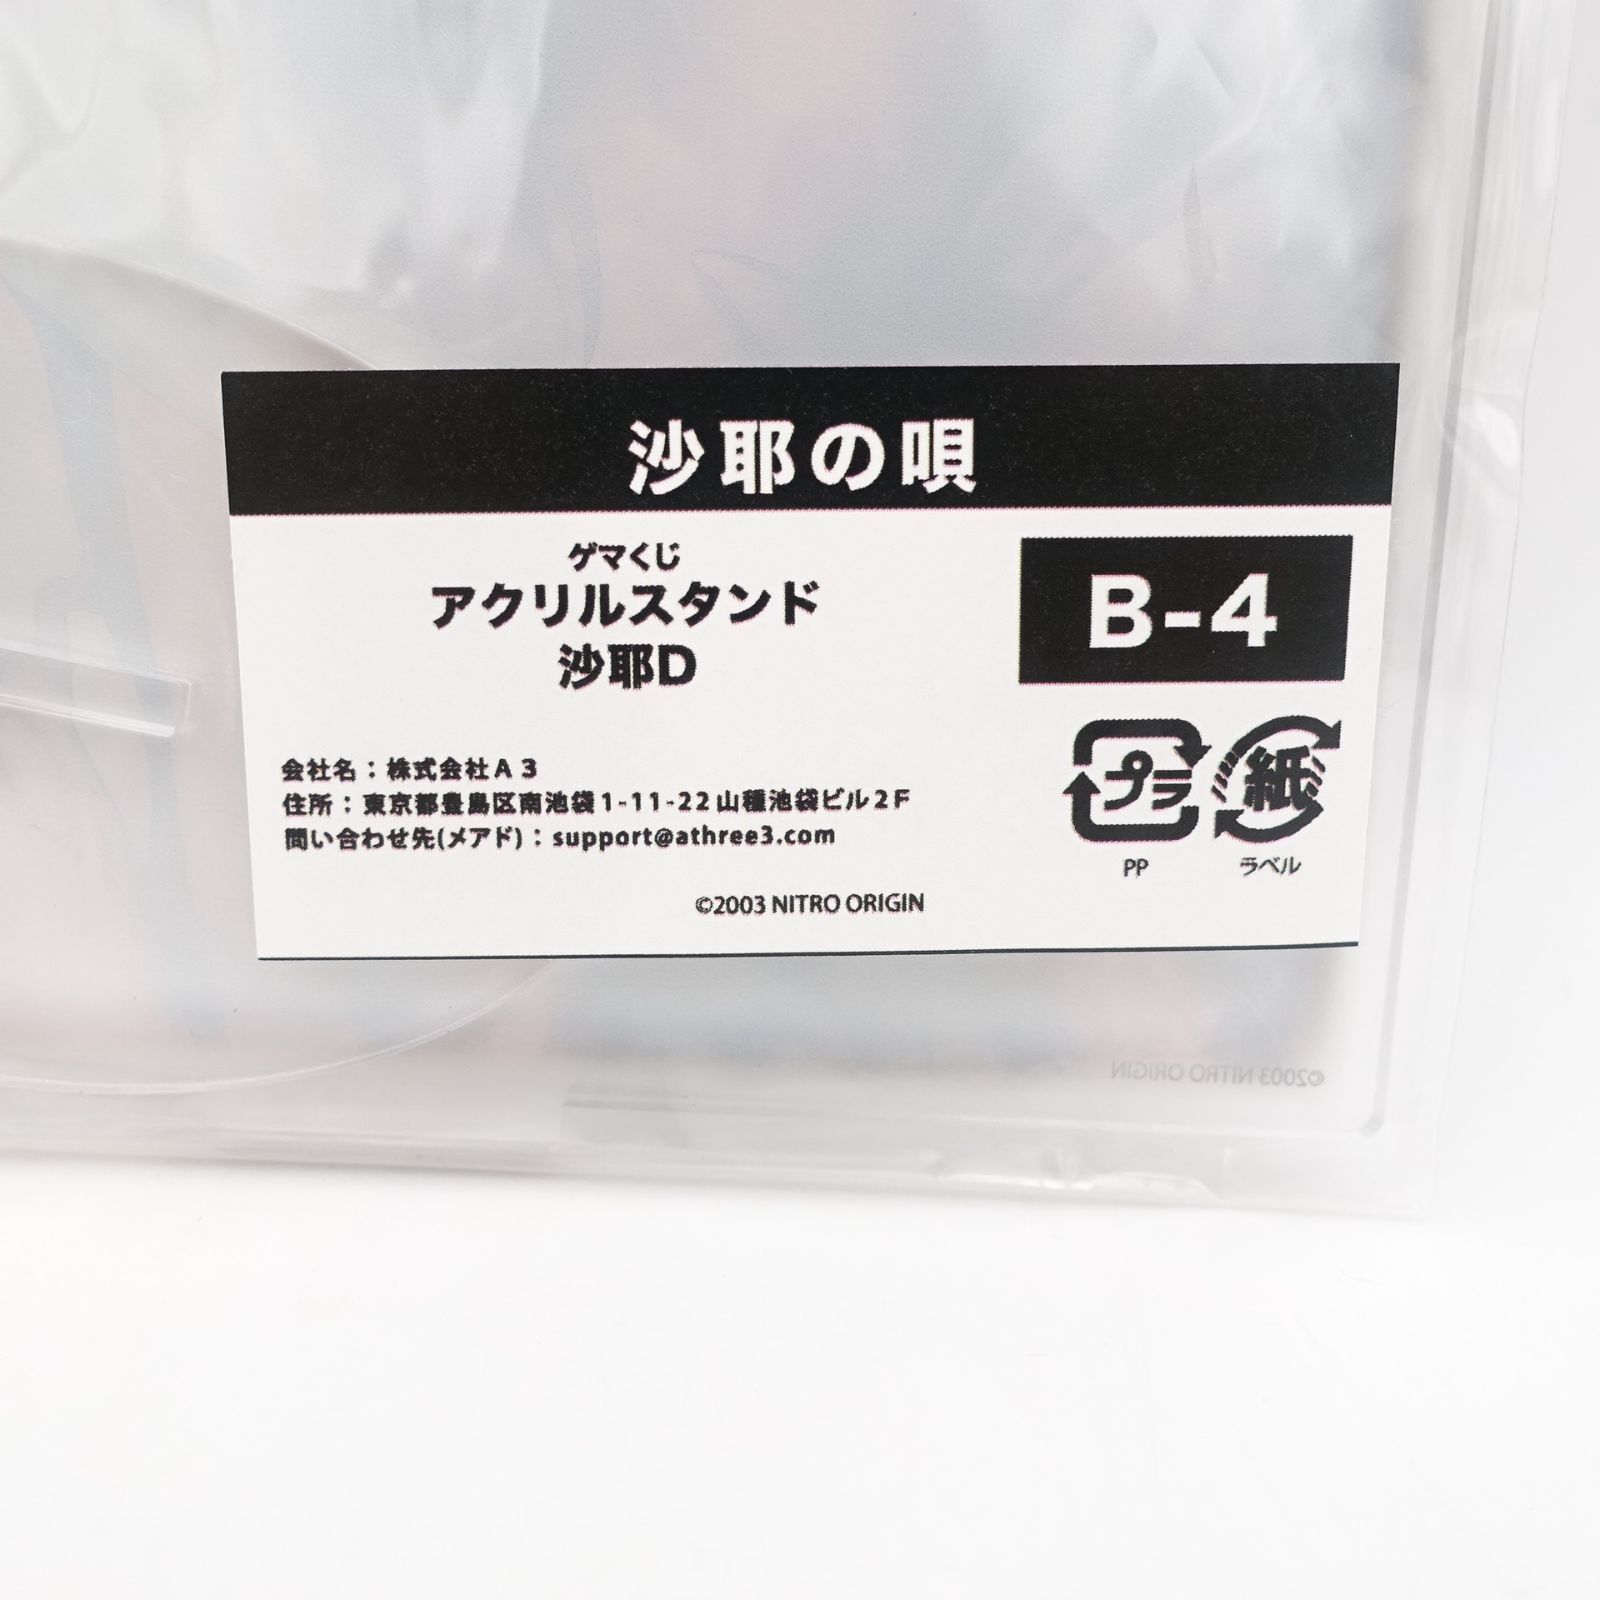 沙耶の唄
ゲマくじ
アクリルスタンド
沙耶D
B-4
会社名：株式会社A3
住所：東京都豊島区南池袋1-11-22山種池袋ビル2F
問い合わせ先(メアド)：support@athree3.com
プラ
PP
紙
ラベル
©2003 NITRO ORIGIN
©2003 NITRO ORIGIN